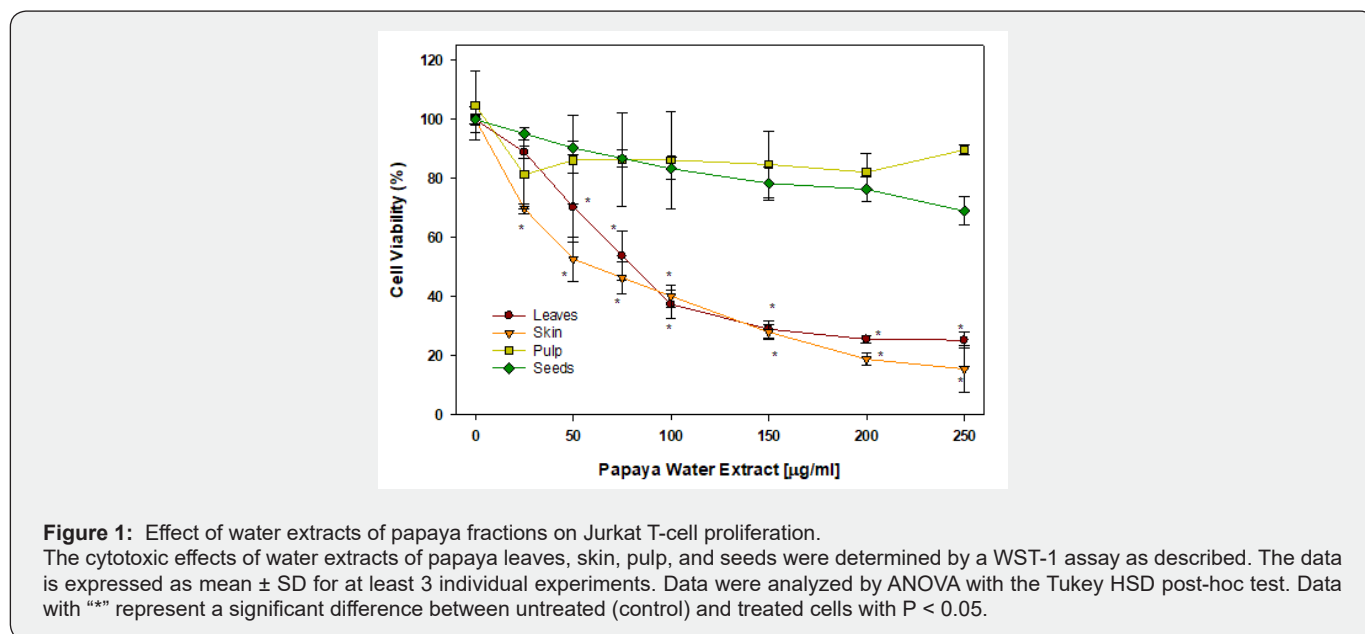 120
100
80
60
40
20
0
Cell Viability (%)
* * * * * * * * * * * * *
Leaves
Skin
Pulp
Seeds
0 50 100 150 200 250
Papaya Water Extract [µg/ml]
Figure 1: Effect of water extracts of papaya fractions on Jurkat T-cell proliferation.
The cytotoxic effects of water extracts of papaya leaves, skin, pulp, and seeds were determined by a WST-1 assay as described. The data
is expressed as mean ± SD for at least 3 individual experiments. Data were analyzed by ANOVA with the Tukey HSD post-hoc test. Data
with “*” represent a significant difference between untreated (control) and treated cells with P < 0.05.